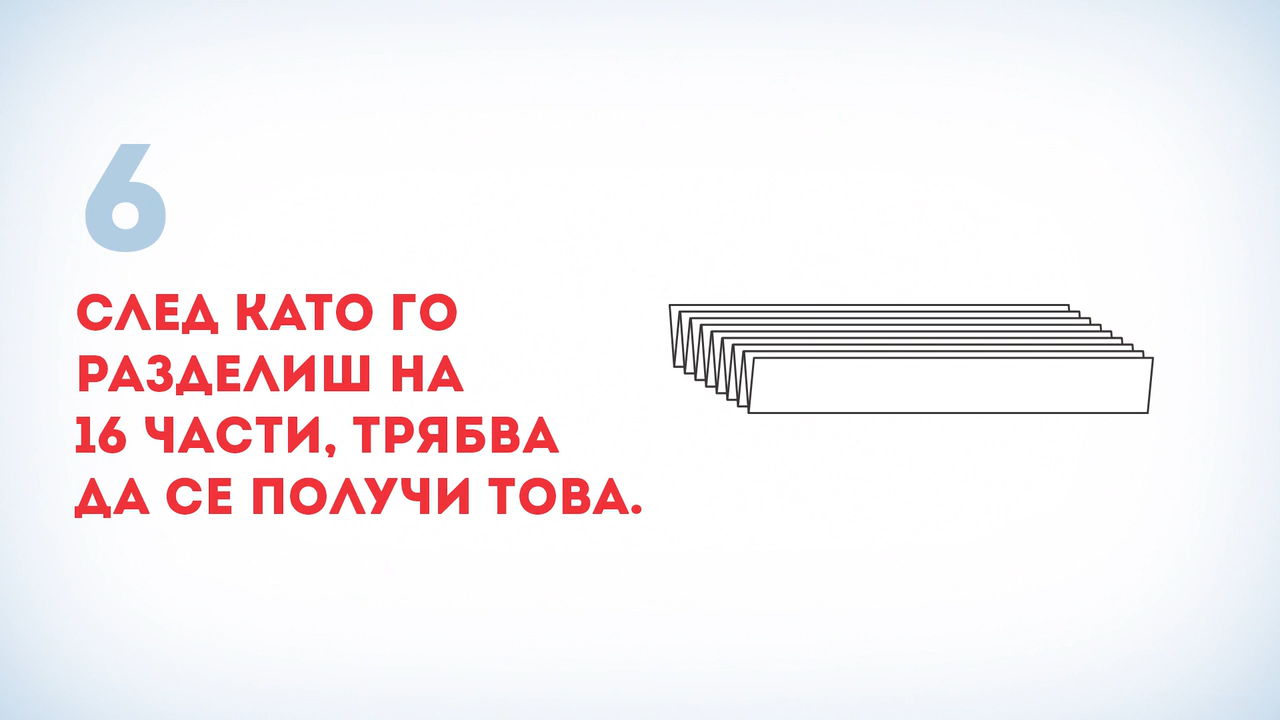 6
СЛЕД КАТО ГО
РАЗДЕЛИШ НА
16 ЧАСТИ, ТРЯБВА
ДА СЕ ПОЛУЧИ ТОВА.